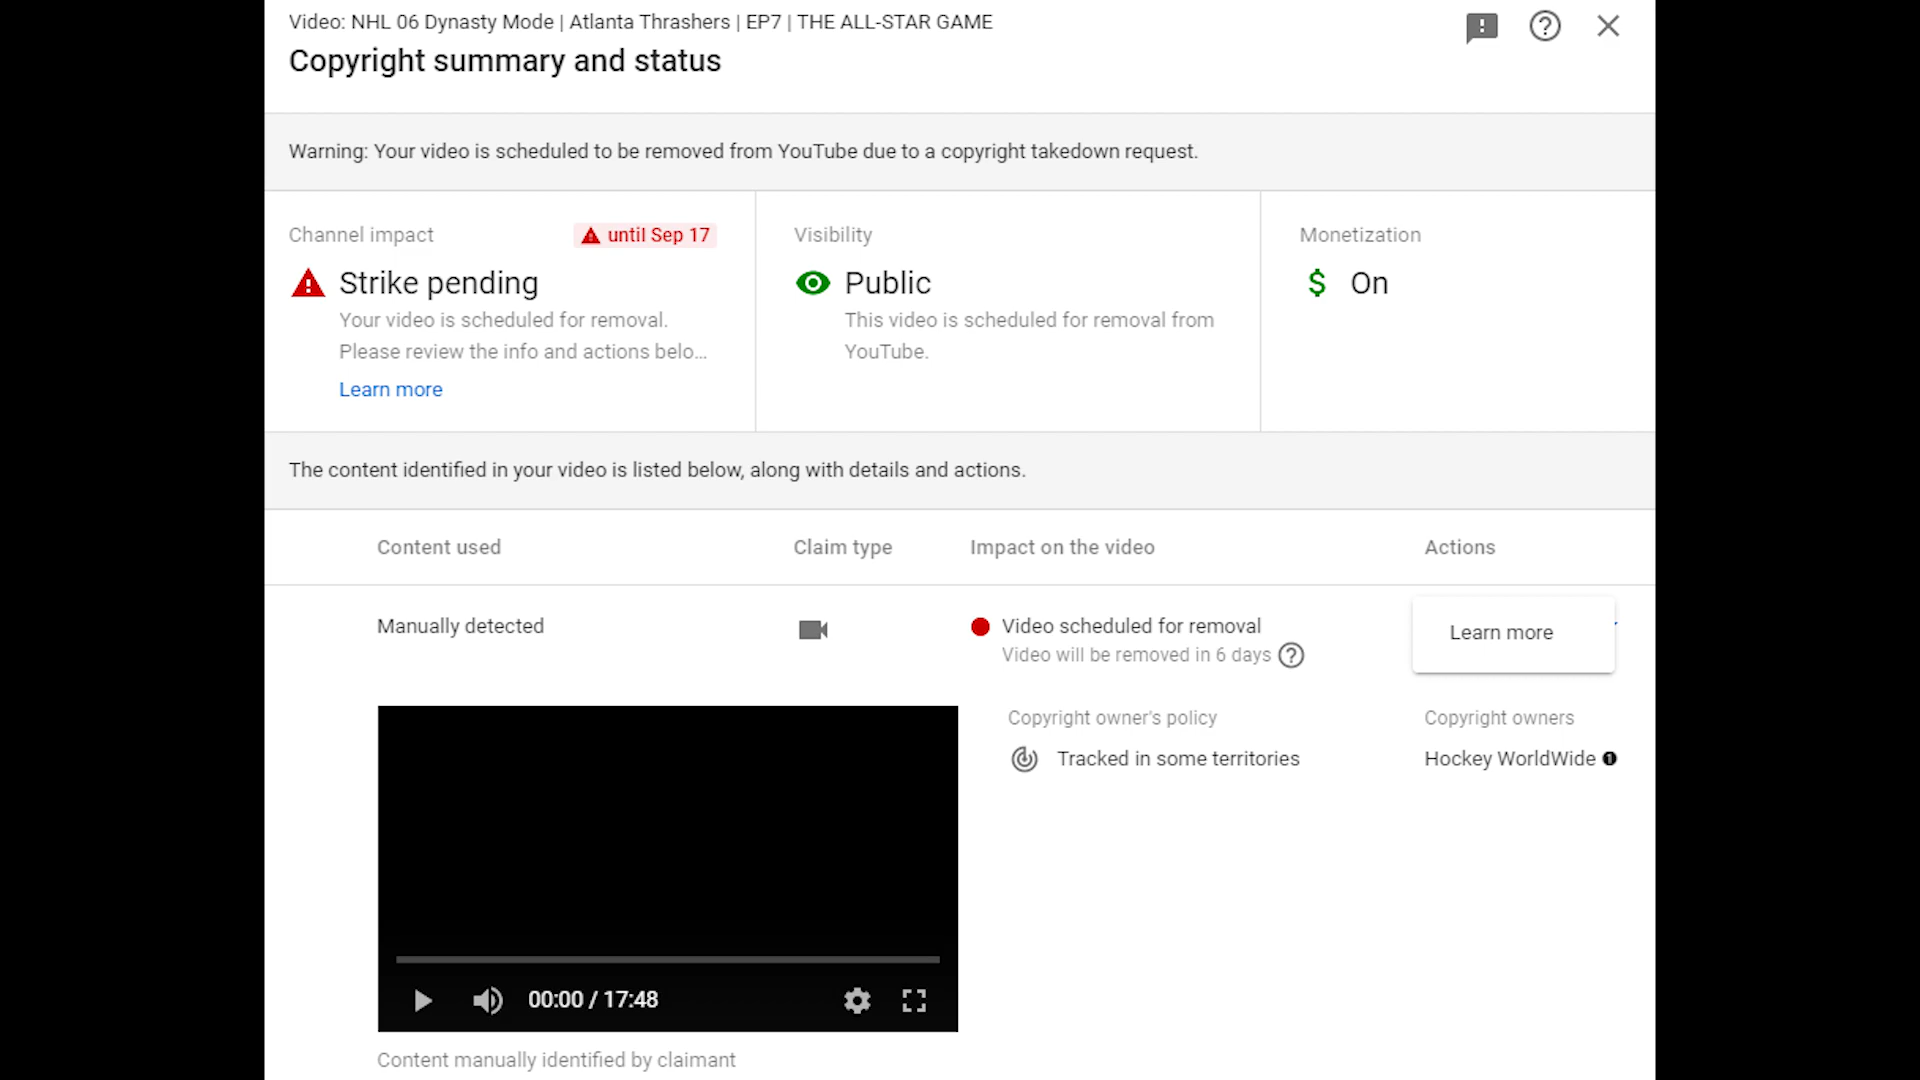 Video: NHL 06 Dynasty Mode | Atlanta Thrashers | EP7 | THE ALL-STAR GAME
Copyright summary and status
Warning: Your video is scheduled to be removed from YouTube due to a copyright takedown request.
Channel impact
until Sep 17
Strike pending
Your video is scheduled for removal.
Please review the info and actions belo...
Learn more
Visibility
Public
This video is scheduled for removal from
YouTube.
Monetization
$ On
The content identified in your video is listed below, along with details and actions.
Content used Claim type Impact on the video Actions
Manually detected
Video scheduled for removal
Video will be removed in 6 days
Learn more
Copyright owner's policy
Tracked in some territories
Copyright owners
Hockey WorldWide
00:00 / 17:48
Content manually identified by claimant